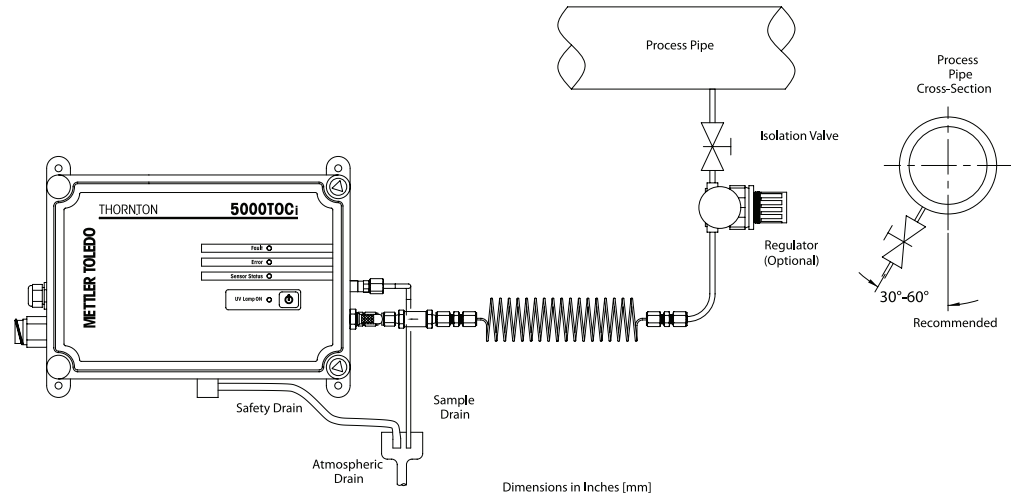 Process Pipe
Process
Pipe
Cross-Section
Isolation Valve
THORNTON
5000TOCi
METTLER TOLEDO
Fault
Error
Sensor Status
UV Lamp ON
Regulator
(Optional)
30°-60°
Recommended
Safety Drain
Sample
Drain
Atmospheric
Drain
Dimensions in Inches [mm]